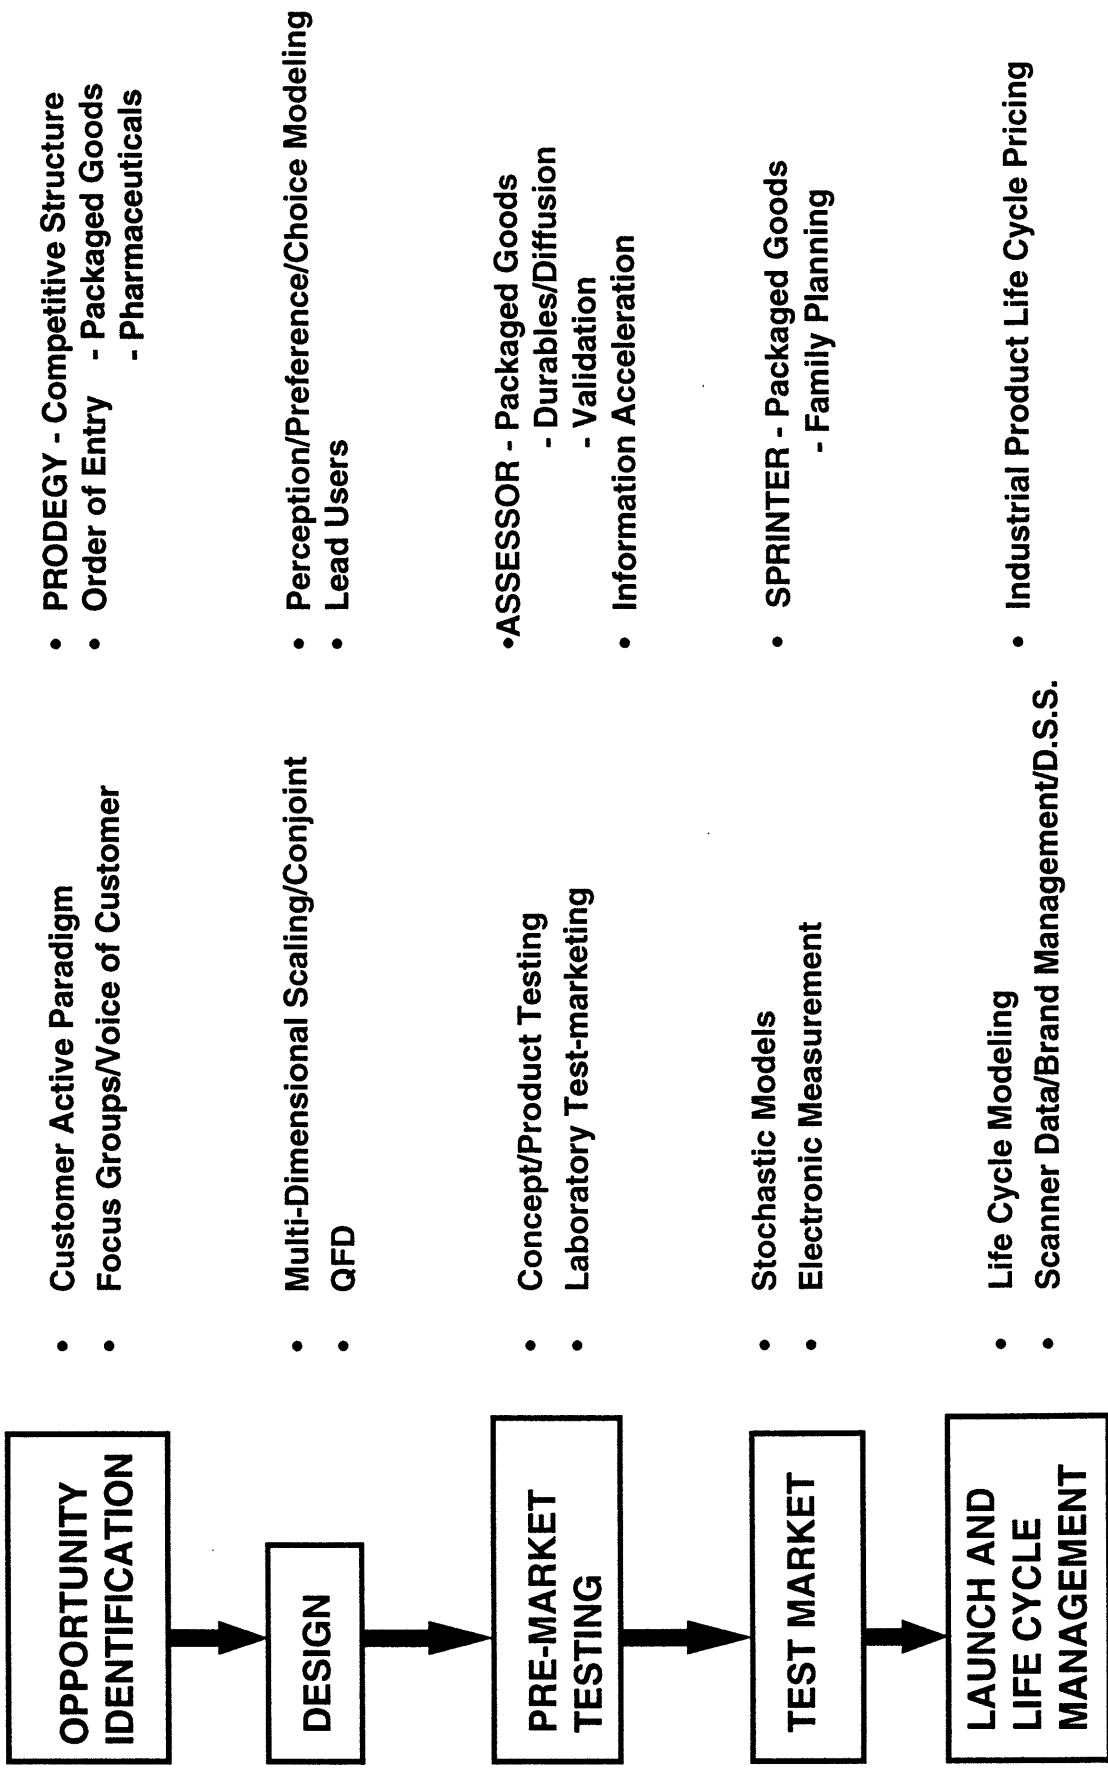 OPPORTUNITY
IDENTIFICATION
• Customer Active Paradigm
• Focus Groups/Voice of Customer
• PRODEGY - Competitive Structure
• Order of Entry - Packaged Goods
- Pharmaceuticals
DESIGN
• Multi-Dimensional Scaling/Conjoint
• QFD
• Perception/Preference/Choice Modeling
• Lead Users
PRE-MARKET
TESTING
• Concept/Product Testing
• Laboratory Test-marketing
•ASSESSOR - Packaged Goods
- Durables/Diffusion
- Validation
• Information Acceleration
TEST MARKET
• Stochastic Models
• Electronic Measurement
• SPRINTER - Packaged Goods
- Family Planning
LAUNCH AND
LIFE CYCLE
MANAGEMENT
• Life Cycle Modeling
• Scanner Data/Brand Management/D.S.S.
• Industrial Product Life Cycle Pricing